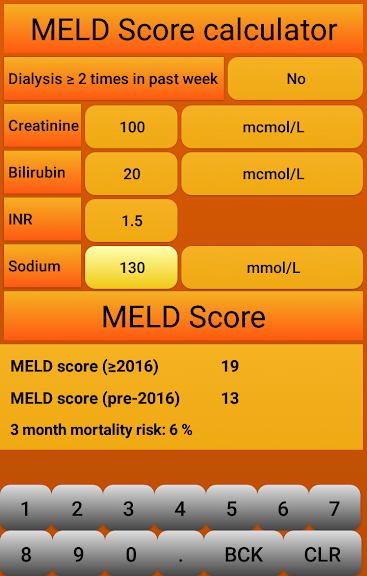 MELD Score calculator
Dialysis ≥ 2 times in past week No
Creatinine 100 mcmol/L
Bilirubin 20 mcmol/L
INR 1.5
Sodium 130 mmol/L
MELD Score
MELD score (≥2016) 19
MELD score (pre-2016) 13
3 month mortality risk: 6 %
1 2 3 4 5 6 7
8 9 0 . BCK CLR